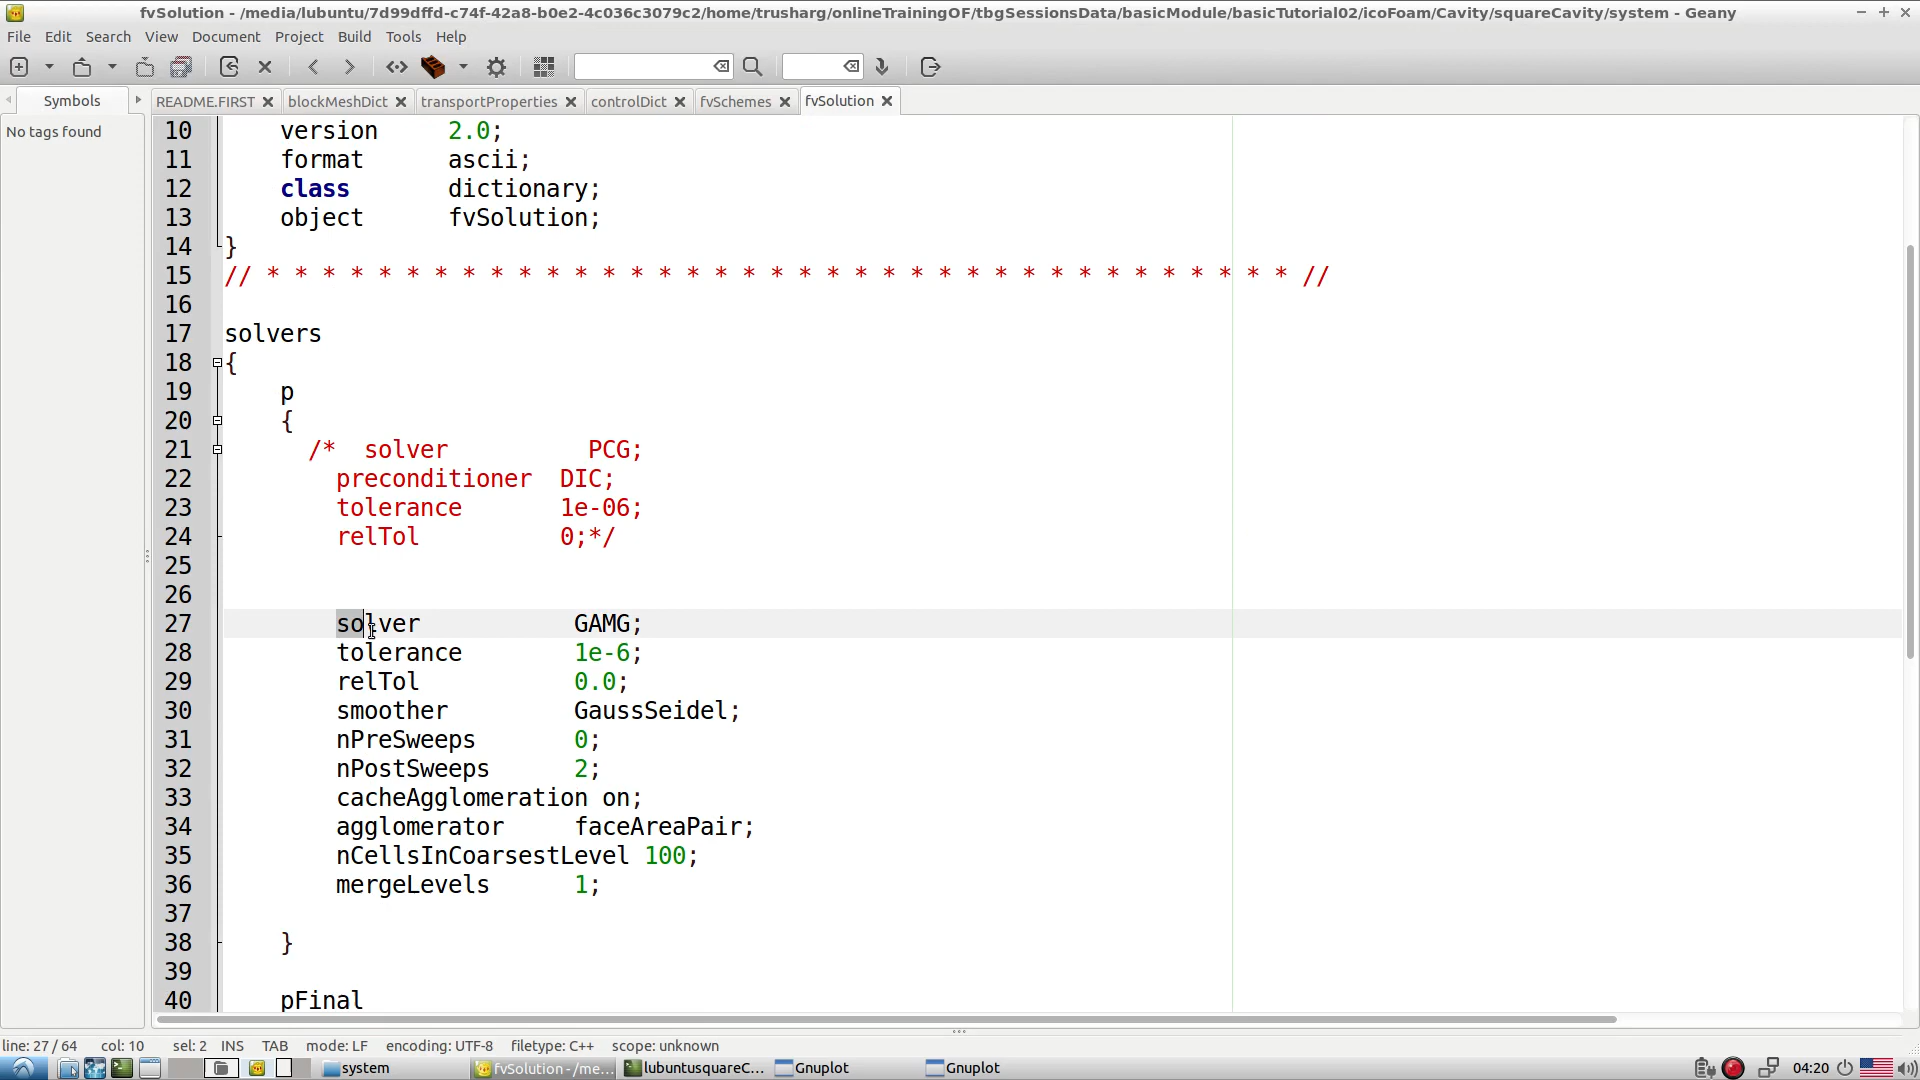 fvSolution - /media/lubuntu/7d99dffd-c74f-42a8-b0e2-4c036c3079c2/home/trusharg/onlineTrainingOF/tbgSessionsData/basicModule/basicTutorial02/icoFoam/Cavity/squareCavity/system - Geany
File Edit Search View Document Project Build Tools Help
Symbols README.FIRST blockMeshDict transportProperties controlDict fvSchemes fvSolution
No tags found
10 version 2.0;
11 format ascii;
12 class dictionary;
13 object fvSolution;
14 }
15 // * * * * * * * * * * * * * * * * * * * * * * * * * * * * * * * * * * * * * //
16
17 solvers
18 {
19 p
20 {
21 /* solver PCG;
22 preconditioner DIC;
23 tolerance 1e-06;
24 relTol 0;*/
25
26
27 solver GAMG;
28 tolerance 1e-6;
29 relTol 0.0;
30 smoother GaussSeidel;
31 nPreSweeps 0;
32 nPostSweeps 2;
33 cacheAgglomeration on;
34 agglomerator faceAreaPair;
35 nCellsInCoarsestLevel 100;
36 mergeLevels 1;
37
38 }
39
40 pFinal
line: 27 / 64 col: 10 sel: 2 INS TAB mode: LF encoding: UTF-8 filetype: C++ scope: unknown
system fvSolution - /me... lubuntusquareC... Gnuplot Gnuplot 04:20